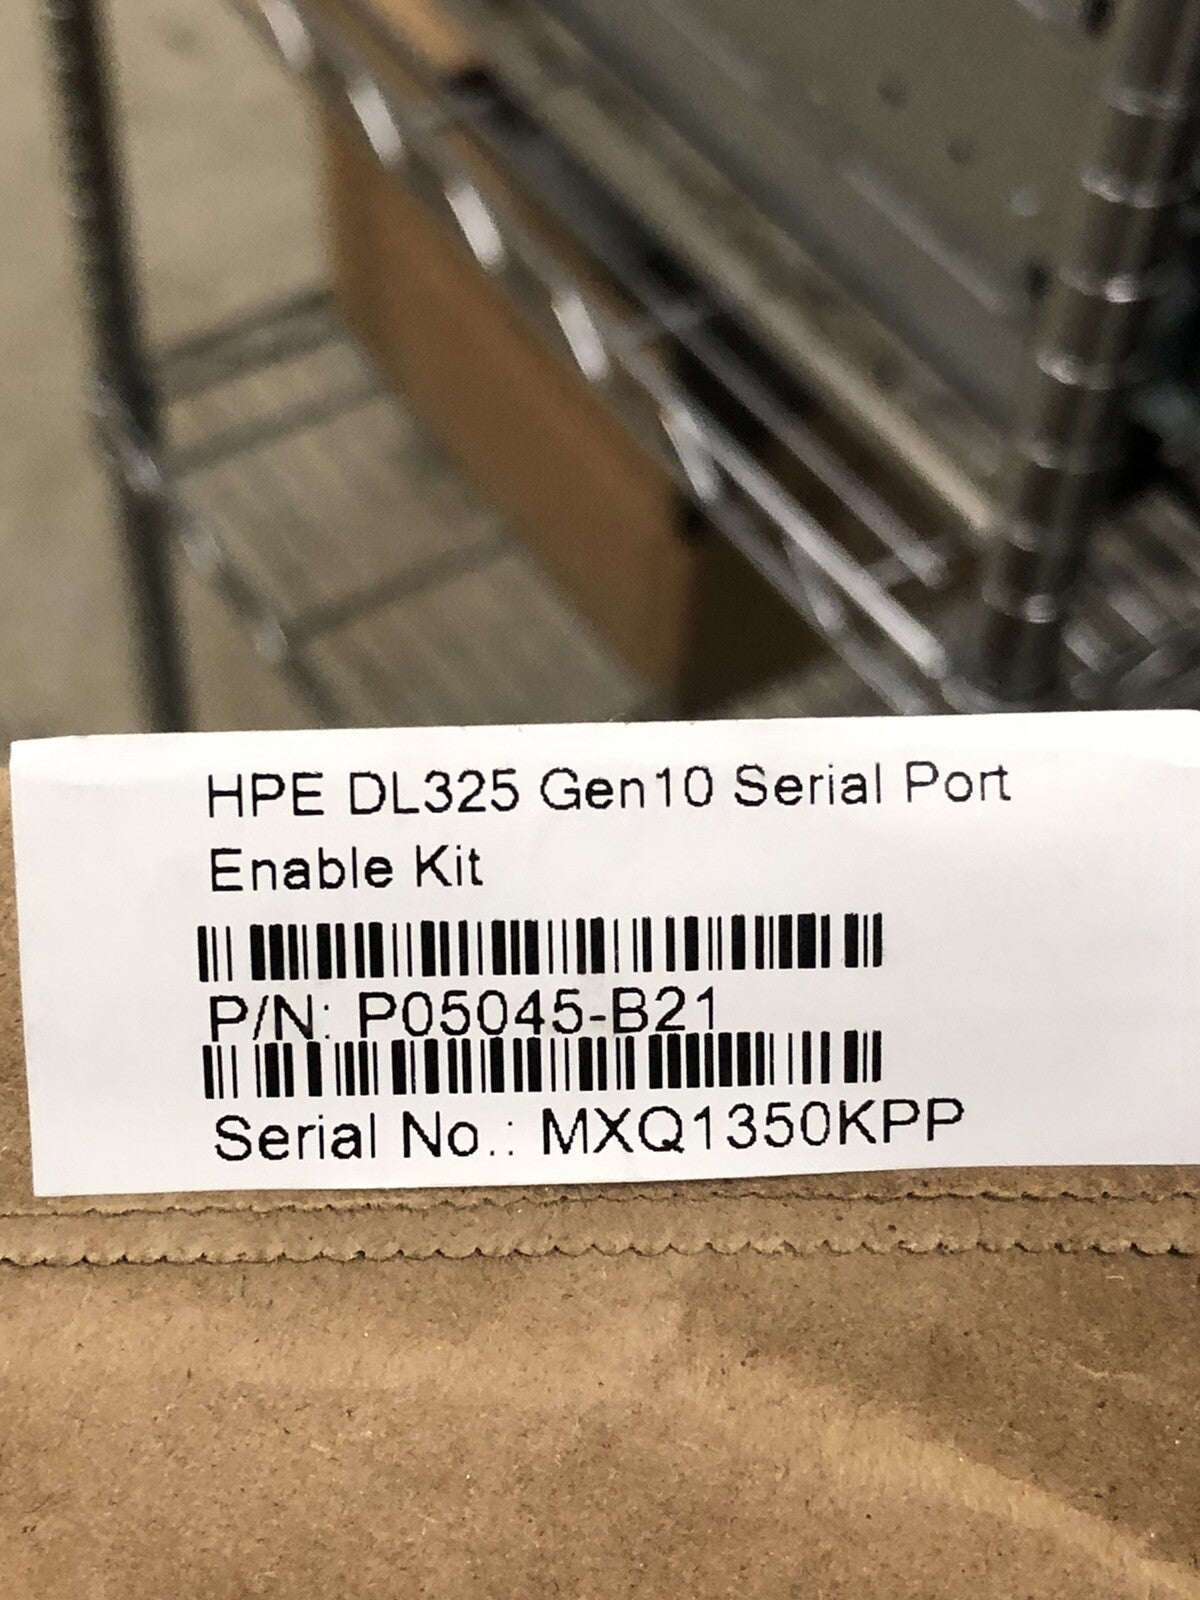 HPE DL325 Gen10 Serial Port
Enable Kit
P/N: P05045-B21
Serial No.: MXQ1350KPP